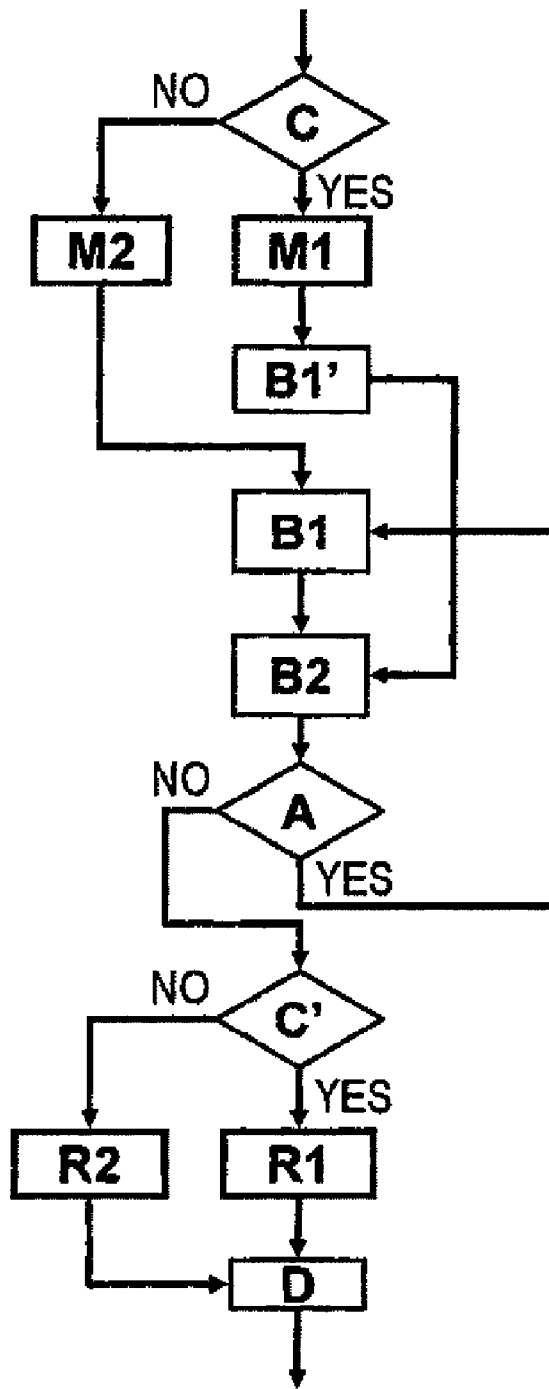 NO
C
YES
M2 M1
B1’
B1
B2
NO
A
YES
NO
C’
YES
R2 R1
D